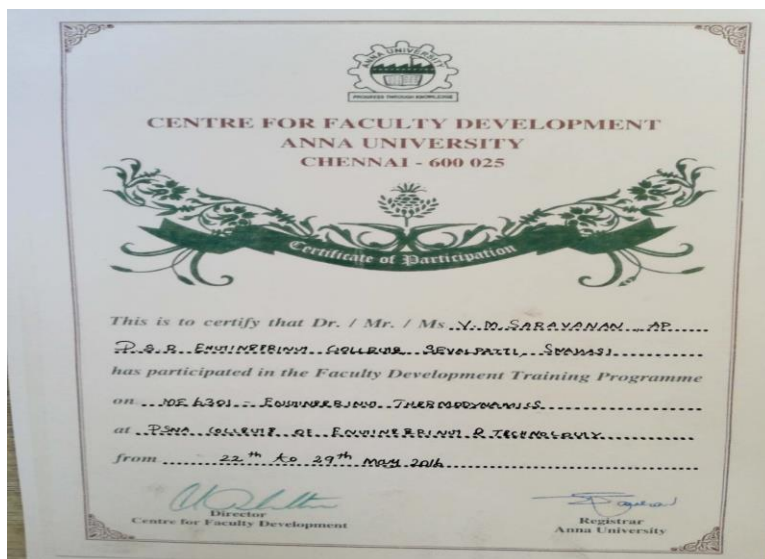 ANNA UNIVERSITY
PROGRESS THROUGH KNOWLEDGE
CENTRE FOR FACULTY DEVELOPMENT
ANNA UNIVERSITY
CHENNAI - 600 025
Certificate of Participation
This is to certify that Dr. / Mr. / Ms V. M. SARAVANAN, AP
P.S.R ENGINEERING COLLEGE, SEVALPATTI, SIVAKASI
has participated in the Faculty Development Training Programme
on ME6301 - ENGINEERING THERMODYNAMICS
at PSNA COLLEGE OF ENGINEERING & TECHNOLOGY
from 22th to 29th May 2016
Director
Centre for Faculty Development
Registrar
Anna University